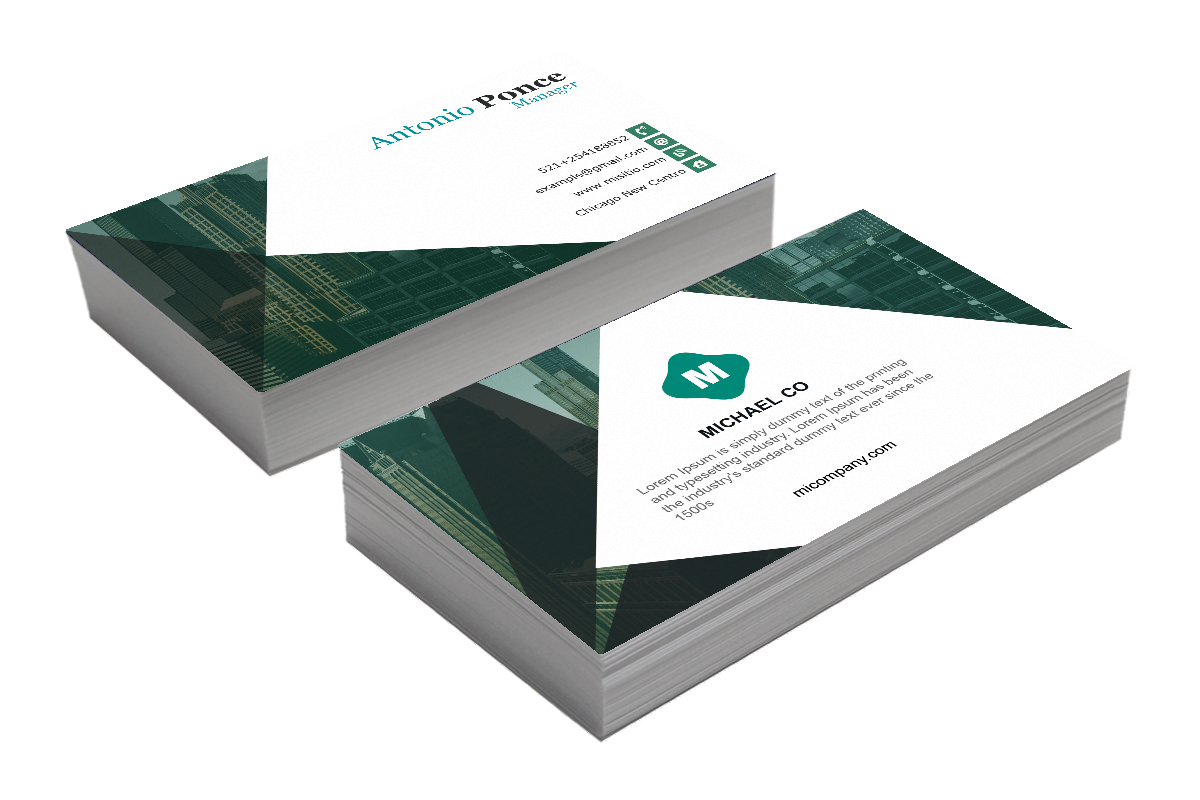 Antonio Ponce
Manager
521+254188652
example@gmail.com
www misitio com
Chicago New Centro
M
MICHAEL CO
Lorem Ipsum is simply dummy text of the printing
and typesetting industry. Lorem Ipsum has been
the industry's standard dummy text ever since the
1500s
micompany.com